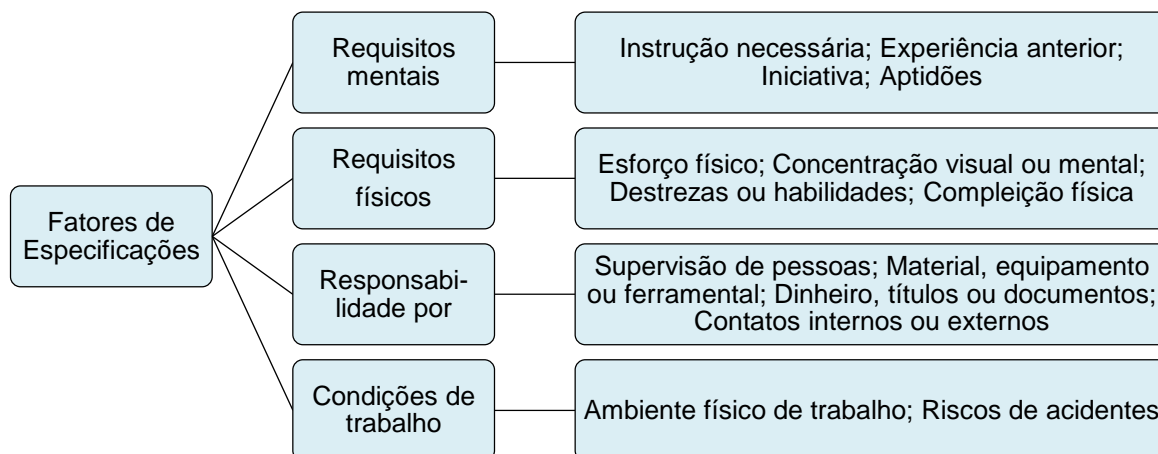 Fatores de
Especificações
Requisitos
mentais
Instrução necessária; Experiência anterior;
Iniciativa; Aptidões
Requisitos
físicos
Esforço físico; Concentração visual ou mental;
Destrezas ou habilidades; Compleição física
Responsabi-
lidade por
Supervisão de pessoas; Material, equipamento
ou ferramental; Dinheiro, títulos ou documentos;
Contatos internos ou externos
Condições de
trabalho
Ambiente físico de trabalho; Riscos de acidentes